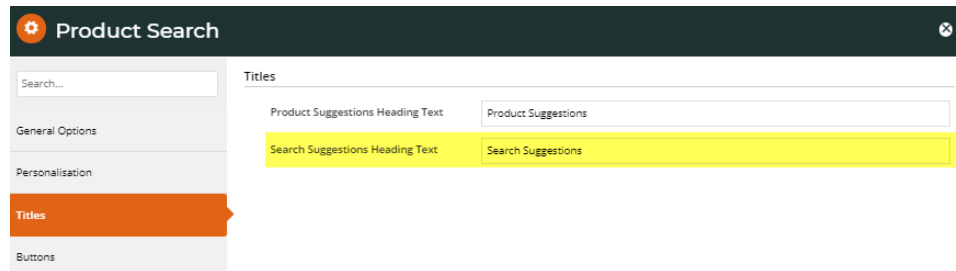 Product Search
Search...
General Options
Personalisation
Titles
Buttons
Titles
Product Suggestions Heading Text
Product Suggestions
Search Suggestions Heading Text
Search Suggestions